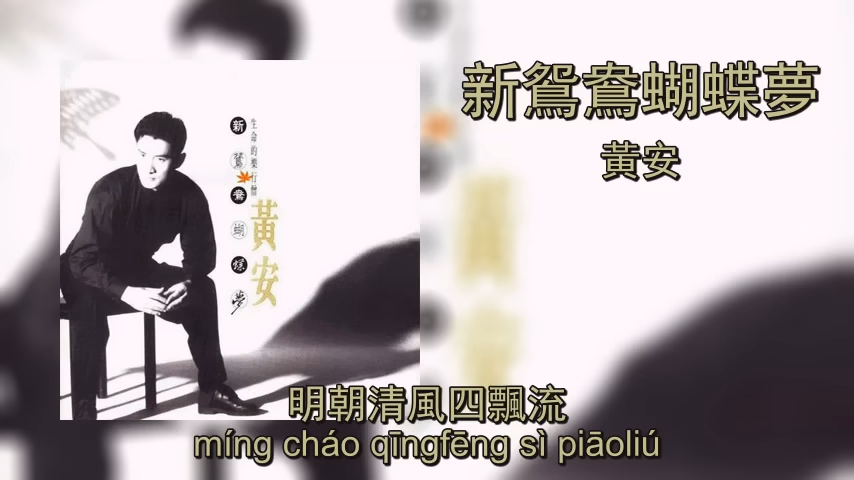 新鴛鴦蝴蝶夢
黃安
生命的樂行僧
新鴛鴦蝴蝶夢
黃安
明朝清風四飄流
míng cháo qīngfēng sì piāoliú